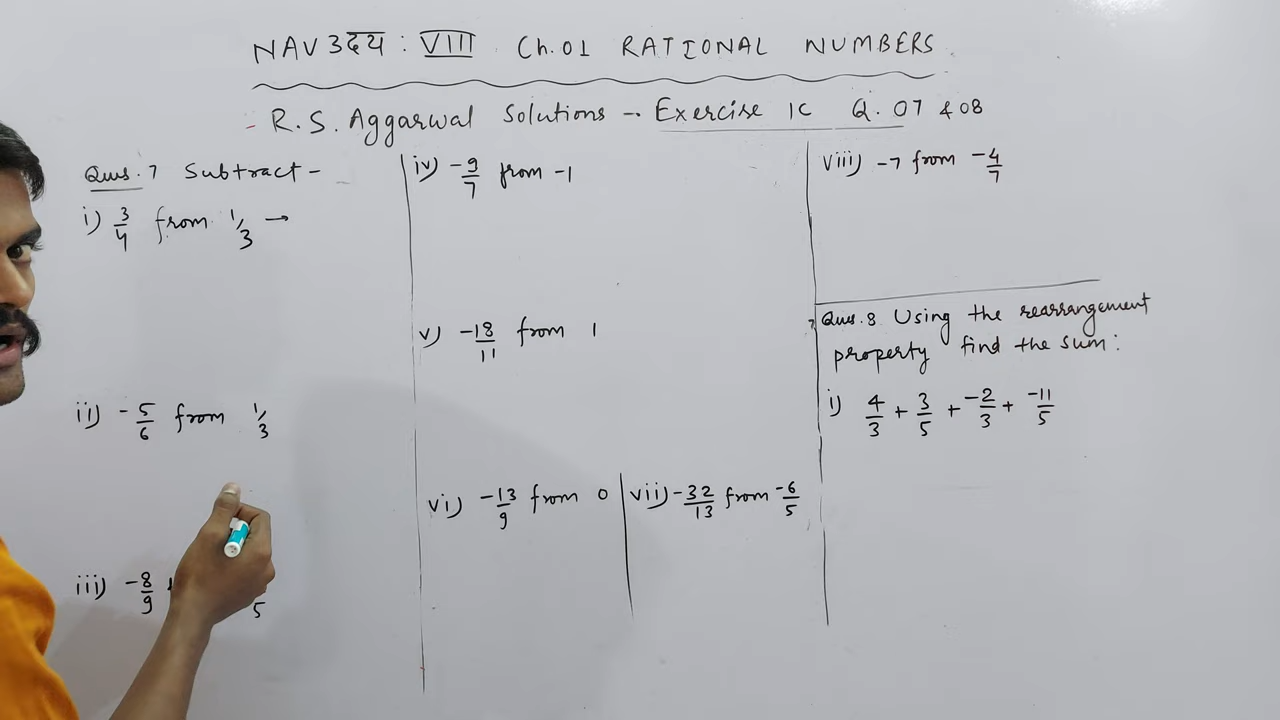 NAV उदय : VIII Ch.01 RATIONAL NUMBERS
- R.S. Aggarwal Solutions - Exercise 1C Q. 07 & 08
Qus. 7 Subtract -
i) 3/4 from 1/3 →
ii) -5/6 from 1/3
iii) -8/9 5
iv) -9/7 from -1
v) -18/11 from 1
vi) -13/9 from 0
vii) -32/13 from -6/5
viii) -7 from -4/7
Qus. 8 Using the rearrangement
property find the sum:
i) 4/3 + 3/5 + -2/3 + -11/5